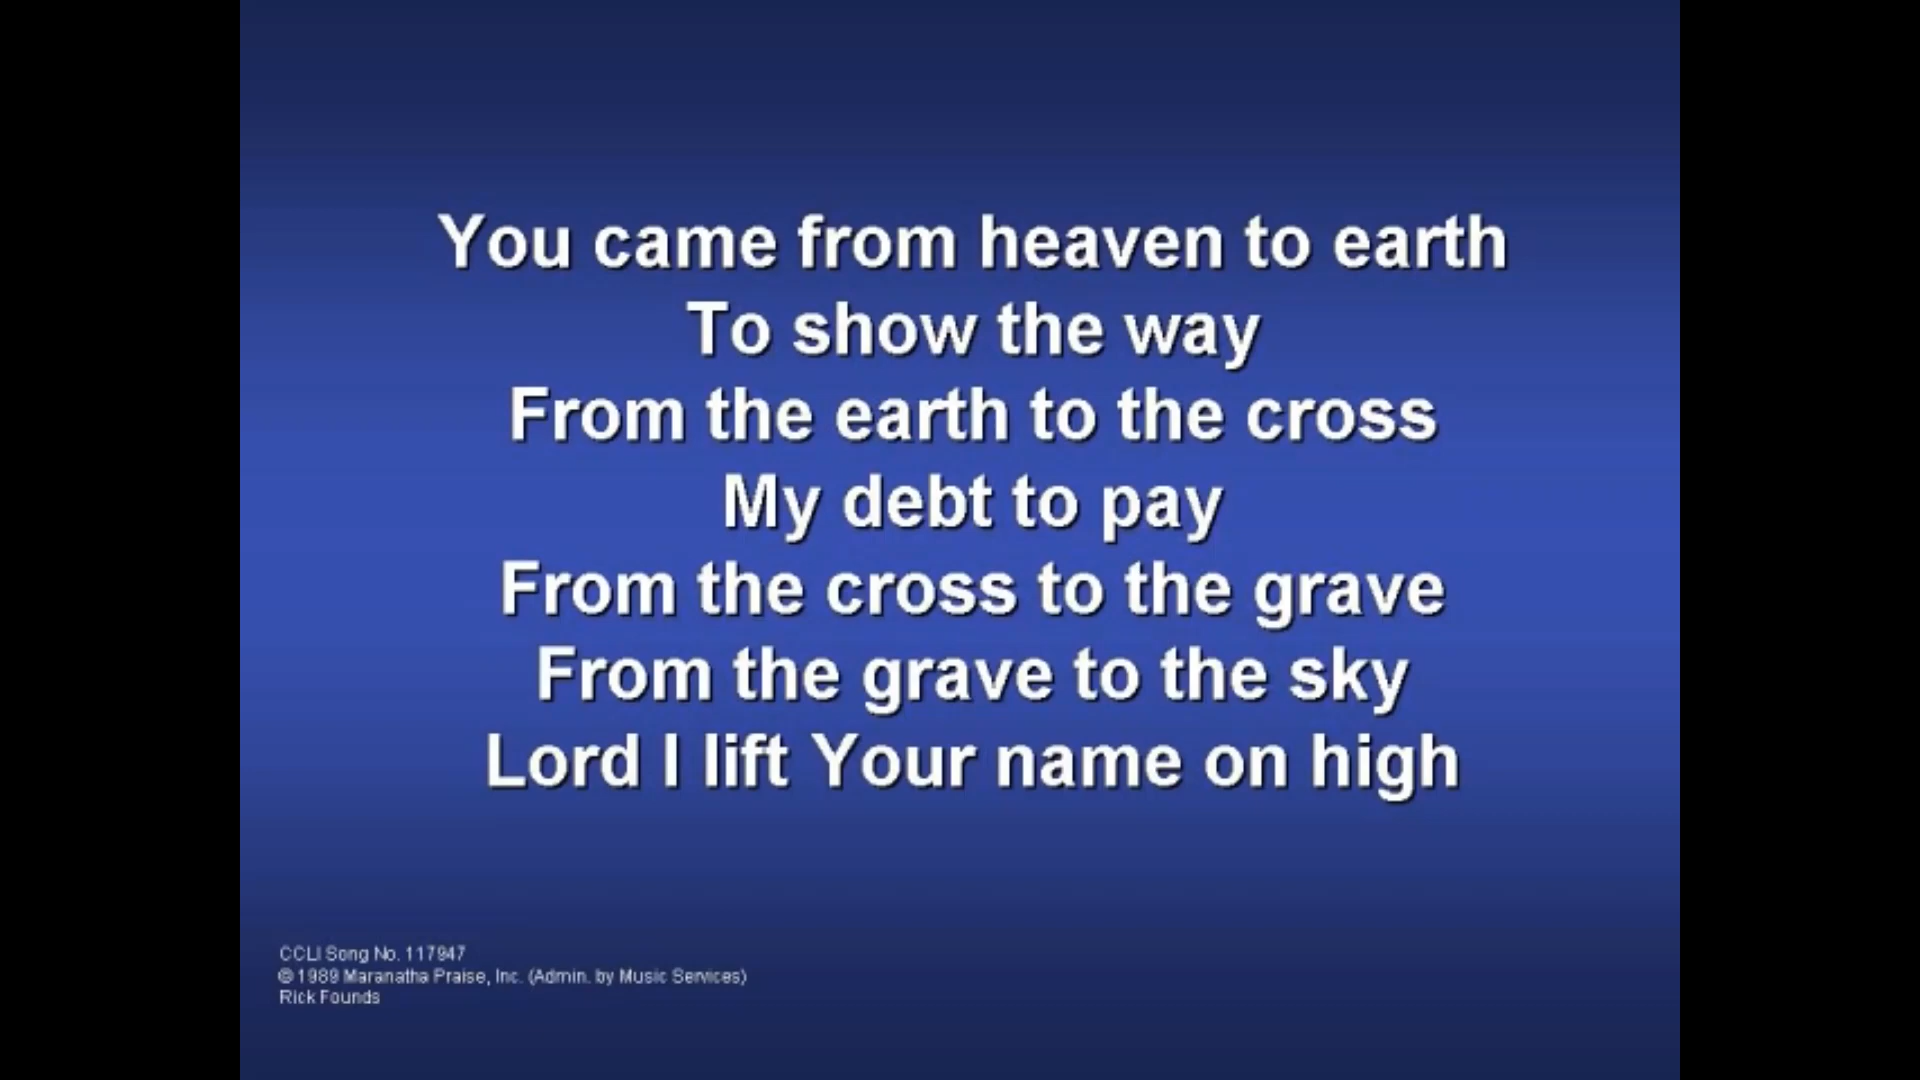 You came from heaven to earth
To show the way
From the earth to the cross
My debt to pay
From the cross to the grave
From the grave to the sky
Lord I lift Your name on high
CCLI Song No. 117947
© 1989 Maranatha Praise, Inc. (Admin. by Music Services)
Rick Founds